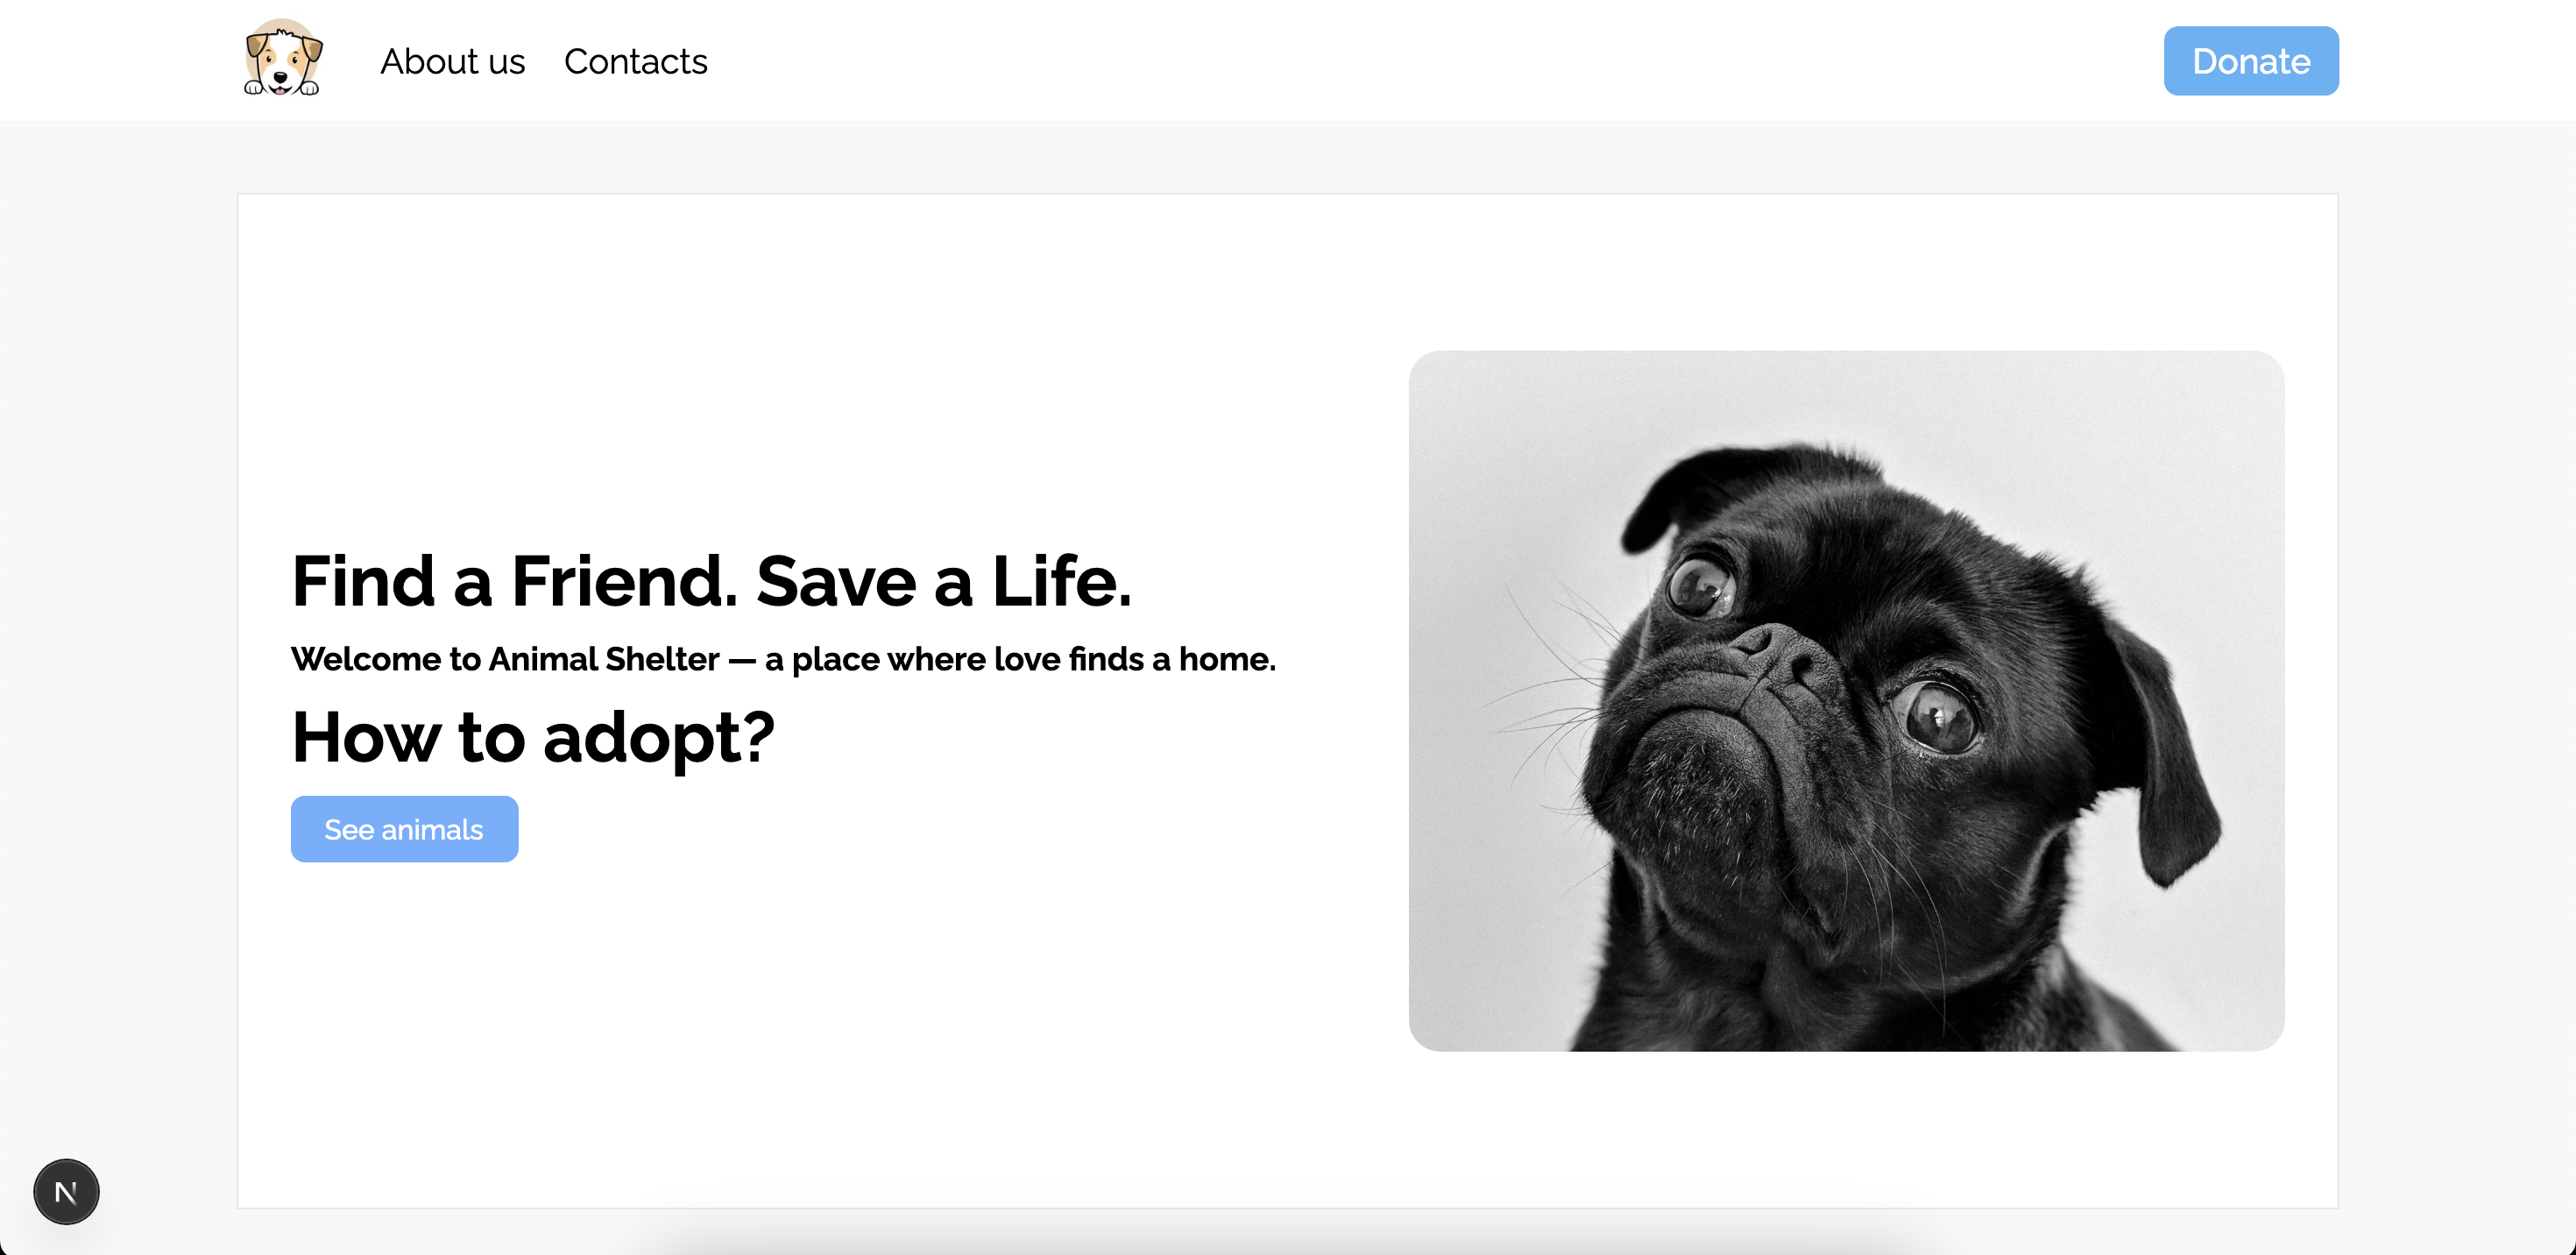 About us Contacts Donate
Find a Friend. Save a Life.
Welcome to Animal Shelter — a place where love finds a home.
How to adopt?
See animals
N